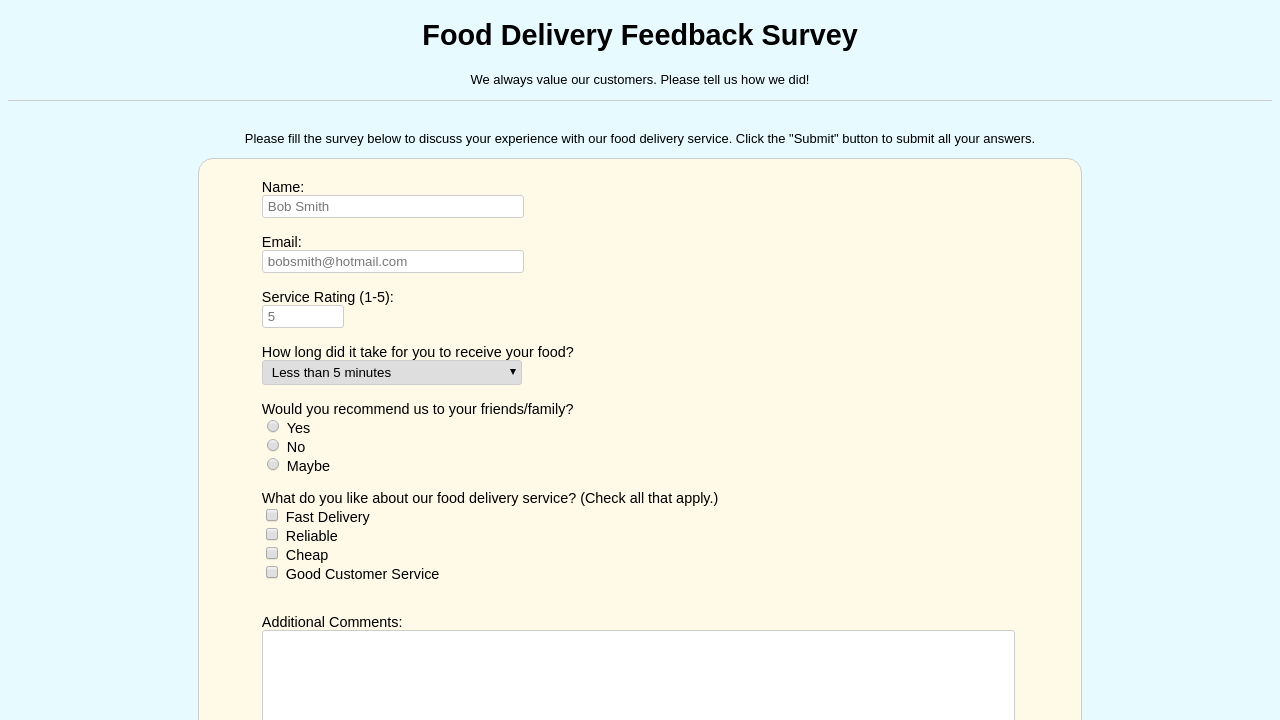 Food Delivery Feedback Survey
We always value our customers. Please tell us how we did!
Please fill the survey below to discuss your experience with our food delivery service. Click the "Submit" button to submit all your answers.
Name:
Bob Smith
Email:
bobsmith@hotmail.com
Service Rating (1-5):
5
How long did it take for you to receive your food?
Less than 5 minutes
Would you recommend us to your friends/family?
Yes
No
Maybe
What do you like about our food delivery service? (Check all that apply.)
Fast Delivery
Reliable
Cheap
Good Customer Service
Additional Comments: